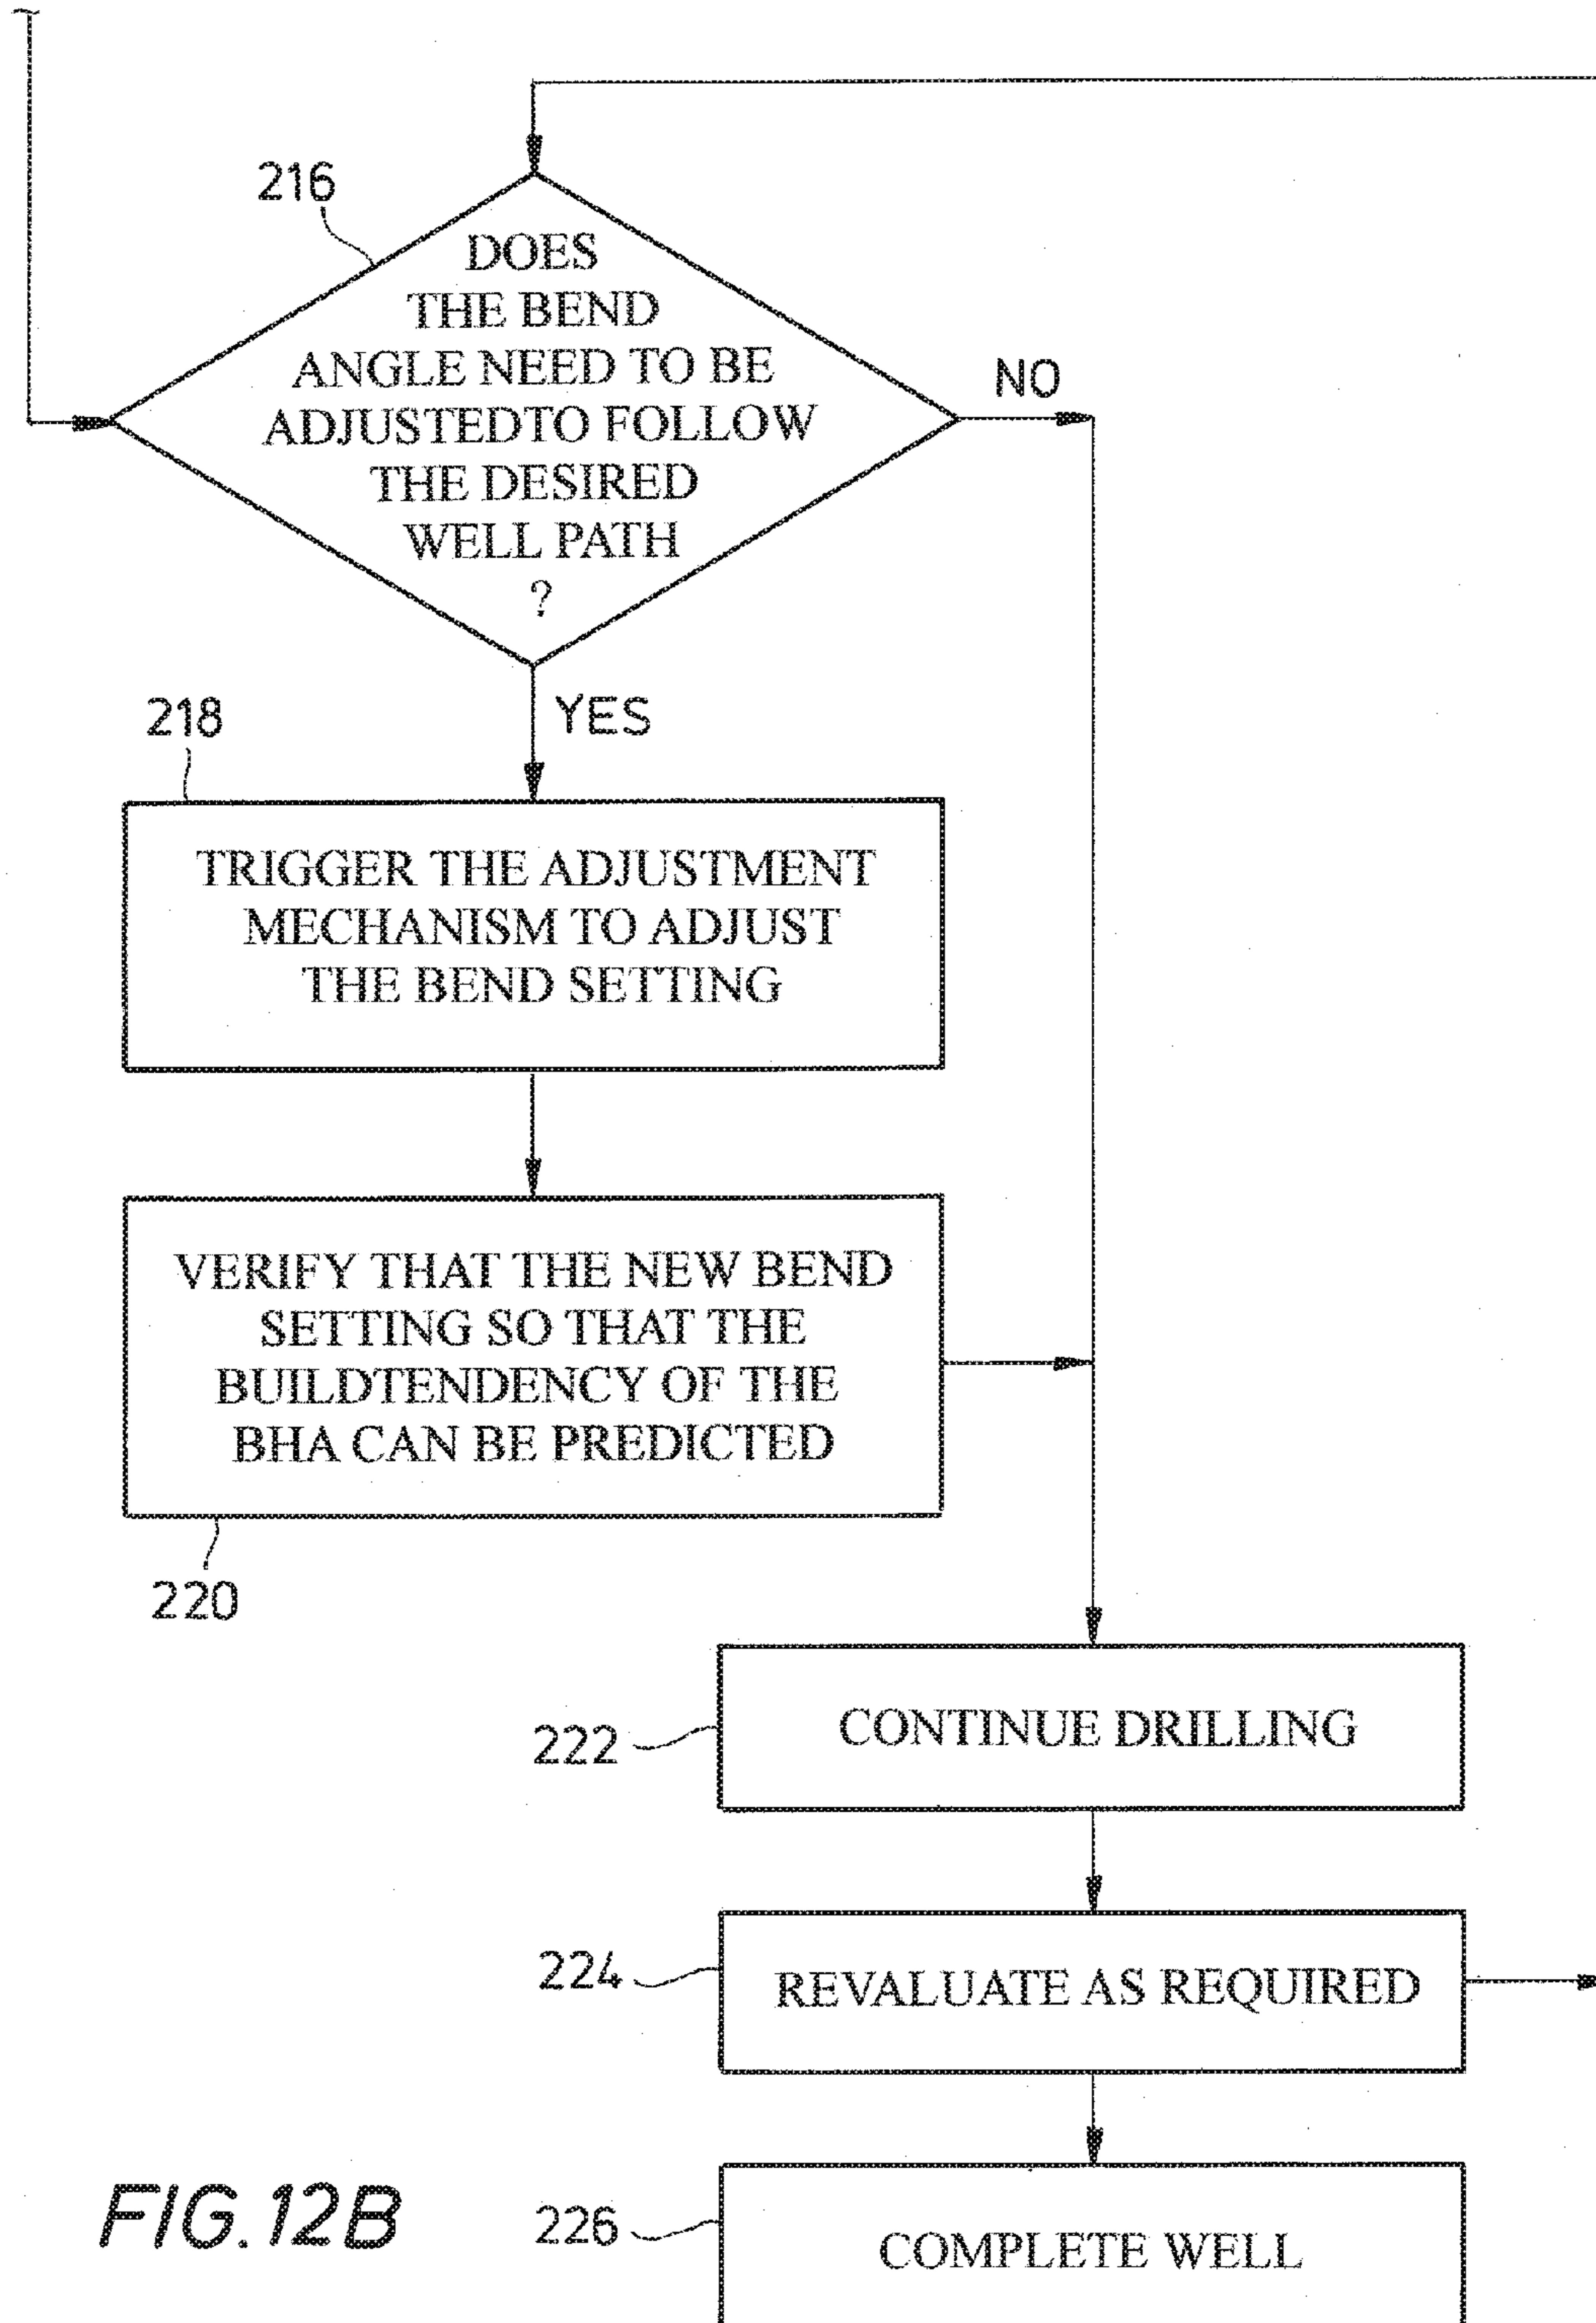 216
DOES
THE BEND
ANGLE NEED TO BE
ADJUSTEDTO FOLLOW
THE DESIRED
WELL PATH
?
NO
YES
218
TRIGGER THE ADJUSTMENT
MECHANISM TO ADJUST
THE BEND SETTING
VERIFY THAT THE NEW BEND
SETTING SO THAT THE
BUILDTENDENCY OF THE
BHA CAN BE PREDICTED
220
222
CONTINUE DRILLING
224
REVALUATE AS REQUIRED
226
COMPLETE WELL
FIG. 12B